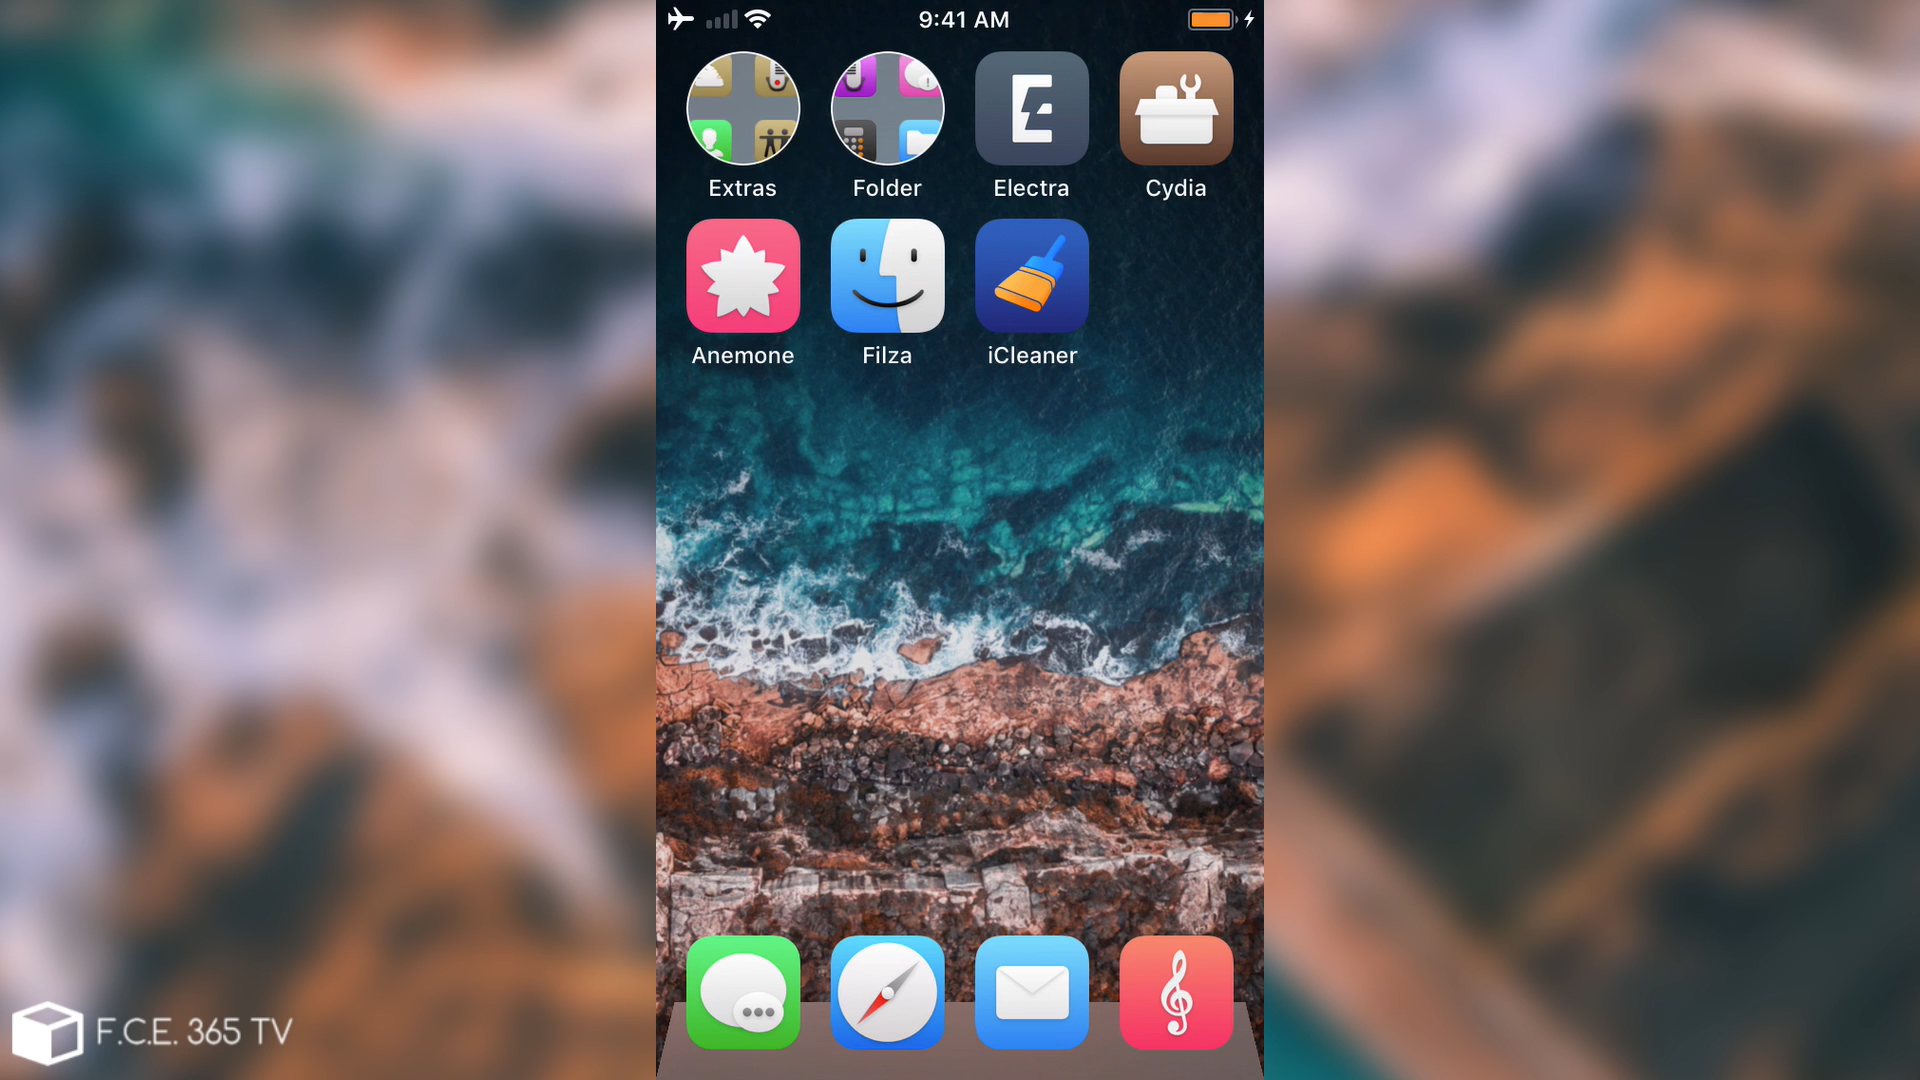 9:41 AM
Extras
Folder
Electra
Cydia
Anemone
Filza
iCleaner
F.C.E. 365 TV